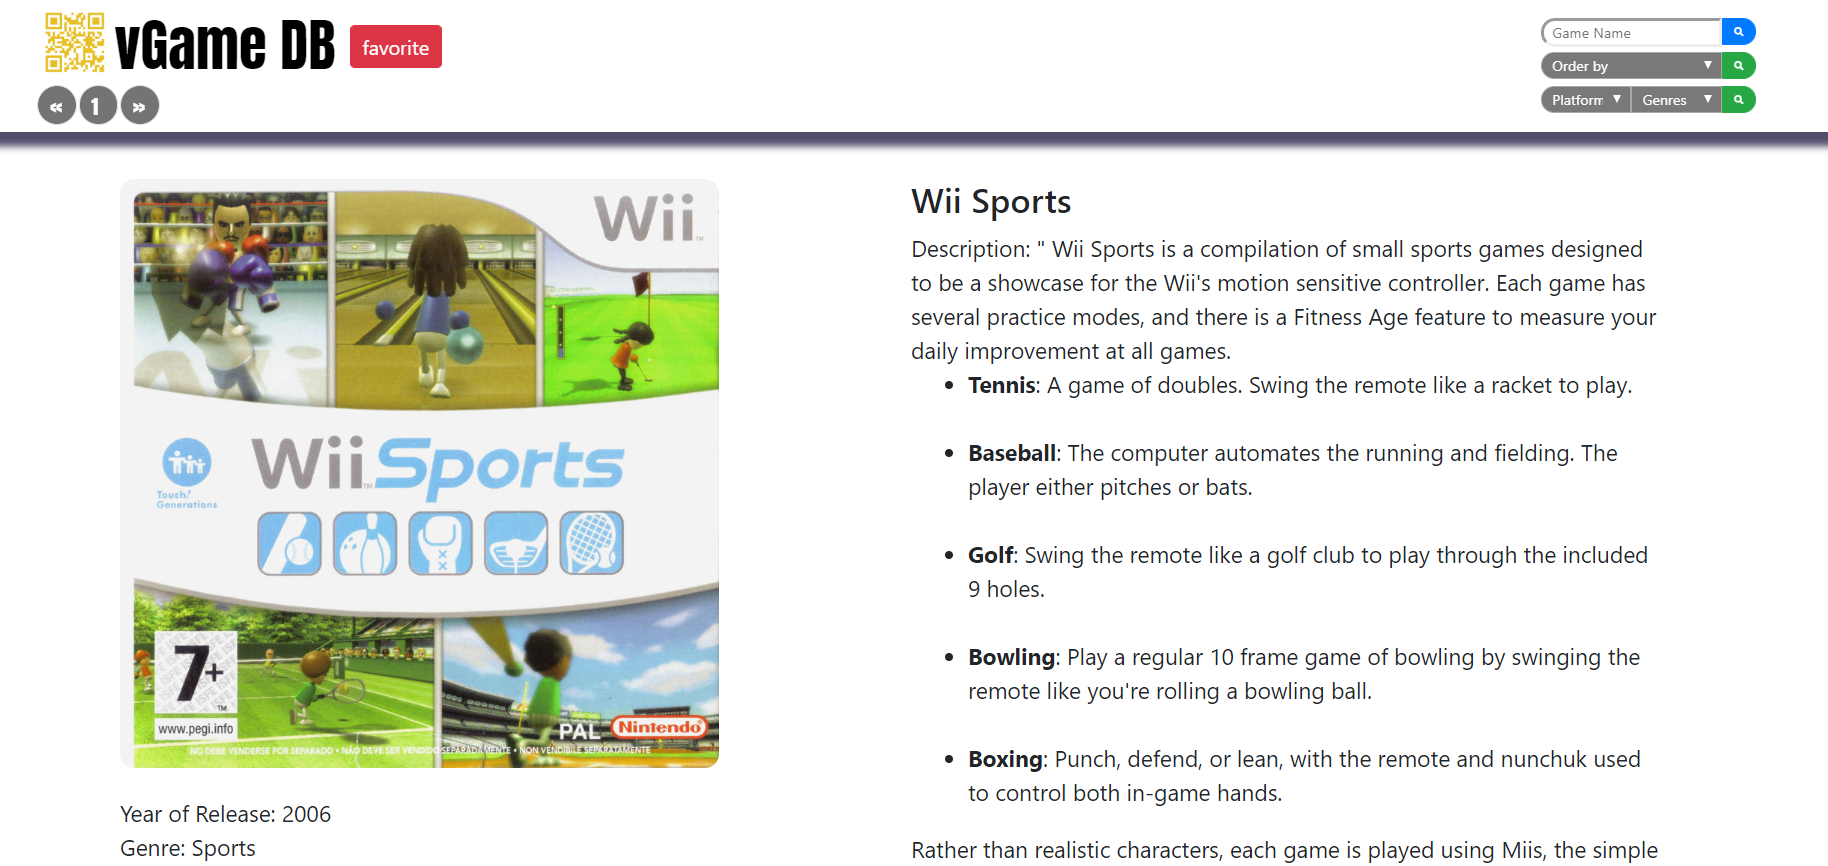 vGame DB
favorite
Game Name
Order by
Platform
Genres
«
1
»
Wii
Wii Sports
Touch!
Generations
7+
www.pegi.info
PAL
Nintendo
NO DEBE VENDERSE POR SEPARADO • NÃO DEVE SER VENDIDO SEPARADAMENTE • NON VENDIBILE SEPARATAMENTE
Year of Release: 2006
Genre: Sports
Wii Sports
Description: " Wii Sports is a compilation of small sports games designed
to be a showcase for the Wii's motion sensitive controller. Each game has
several practice modes, and there is a Fitness Age feature to measure your
daily improvement at all games.
• Tennis: A game of doubles. Swing the remote like a racket to play.
• Baseball: The computer automates the running and fielding. The
player either pitches or bats.
• Golf: Swing the remote like a golf club to play through the included
9 holes.
• Bowling: Play a regular 10 frame game of bowling by swinging the
remote like you're rolling a bowling ball.
• Boxing: Punch, defend, or lean, with the remote and nunchuk used
to control both in-game hands.
Rather than realistic characters, each game is played using Miis, the simple